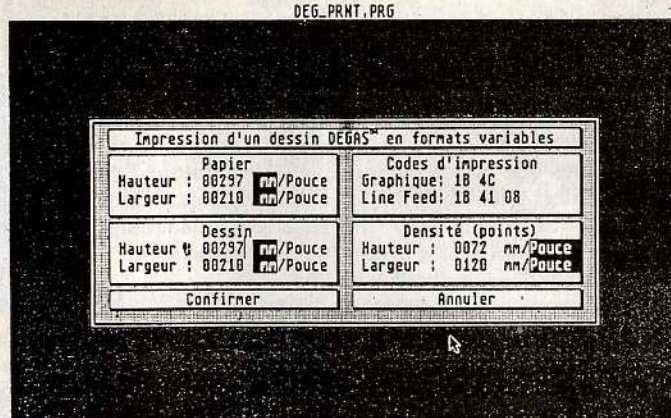 DEG_PRNT.PRG
Impression d'un dessin DEGAS™ en formats variables
Papier
Hauteur : 00297 mm/Pouce
Largeur : 00210 mm/Pouce
Codes d'impression
Graphique: 1B 4C
Line Feed: 1B 41 08
Dessin
Hauteur : 00297 mm/Pouce
Largeur : 00210 mm/Pouce
Densité (points)
Hauteur : 0072 mm/Pouce
Largeur : 0120 mm/Pouce
Confirmer
Annuler